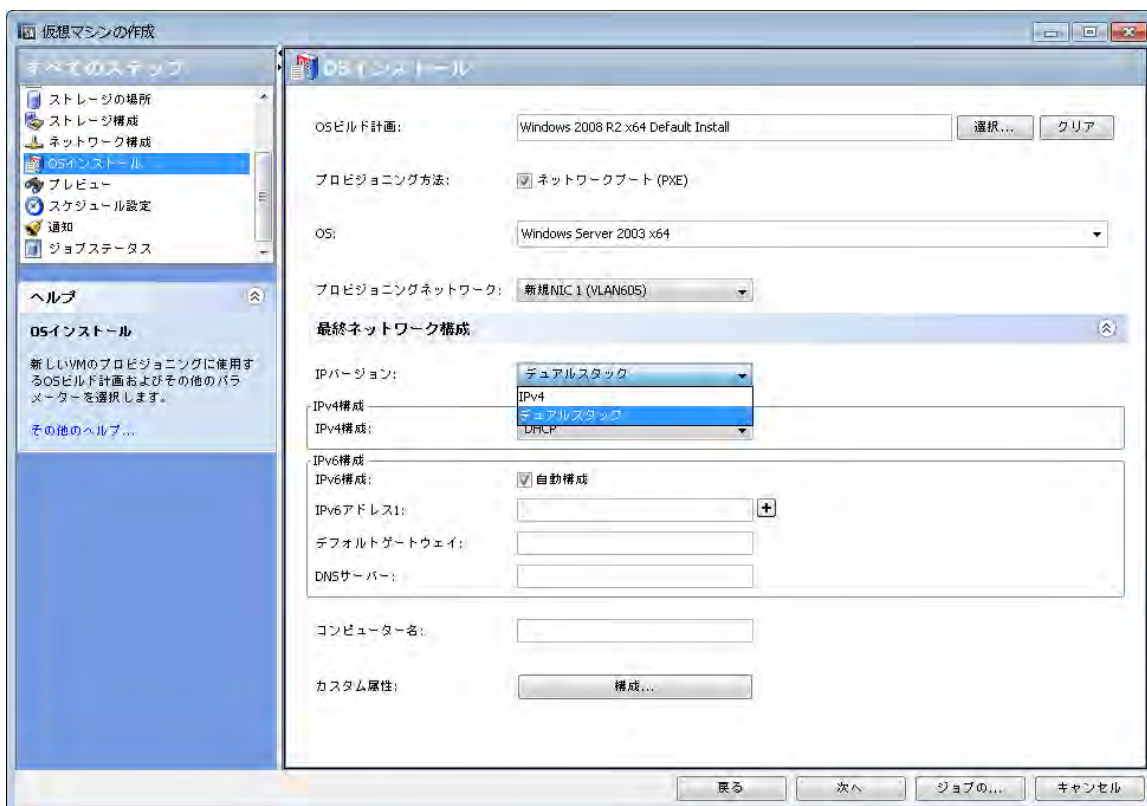 仮想マシンの作成
すべてのステップ
ストレージの場所
ストレージ構成
ネットワーク構成
OSインストール
プレビュー
スケジュール設定
通知
ジョブステータス
ヘルプ
OSインストール
新しいVMのプロビジョニングに使用す
るOSビルド計画およびその他のパラ
メーターを選択します。
その他のヘルプ...
OSインストール
OSビルド計画: Windows 2008 R2 x64 Default Install 選択... クリア
プロビジョニング方法: ネットワークブート (PXE)
OS: Windows Server 2003 x64
プロビジョニングネットワーク: 新規NIC 1 (VLAN605)
最終ネットワーク構成
IPバージョン: デュアルスタック
IPv4
デュアルスタック
IPv4構成
IPv4構成: DHCP
IPv6構成
IPv6構成: 自動構成
IPv6アドレス1:
デフォルトゲートウェイ:
DNSサーバー:
コンピューター名:
カスタム属性: 構成...
戻る 次へ ジョブの... キャンセル